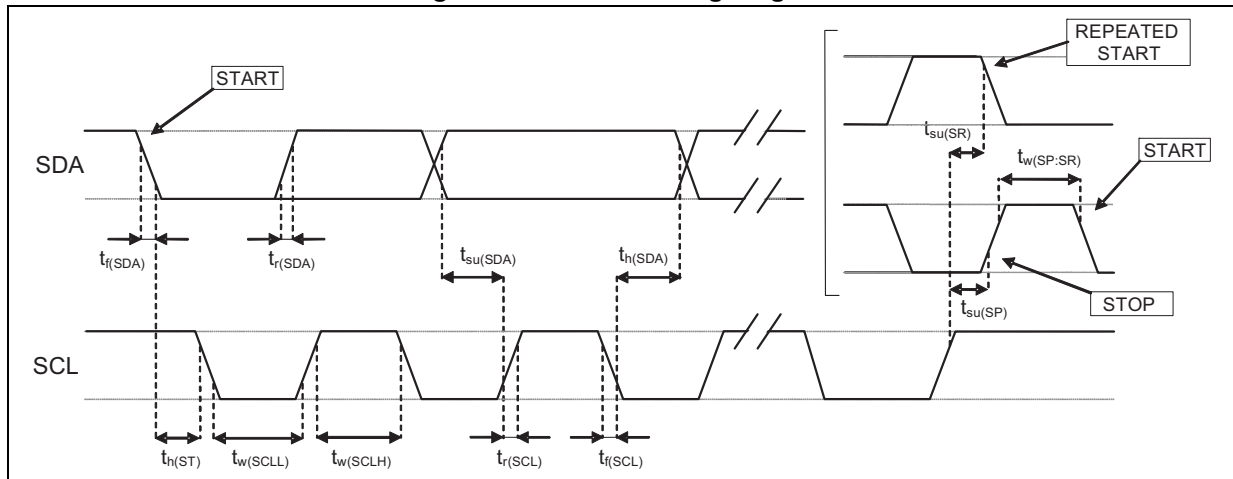 REPEATED
START
START
SDA
t_su(SR)
t_w(SP:SR)
START
t_f(SDA)
t_r(SDA)
t_su(SDA)
t_h(SDA)
t_su(SP)
STOP
SCL
t_h(ST)
t_w(SCLL)
t_w(SCLH)
t_r(SCL)
t_f(SCL)